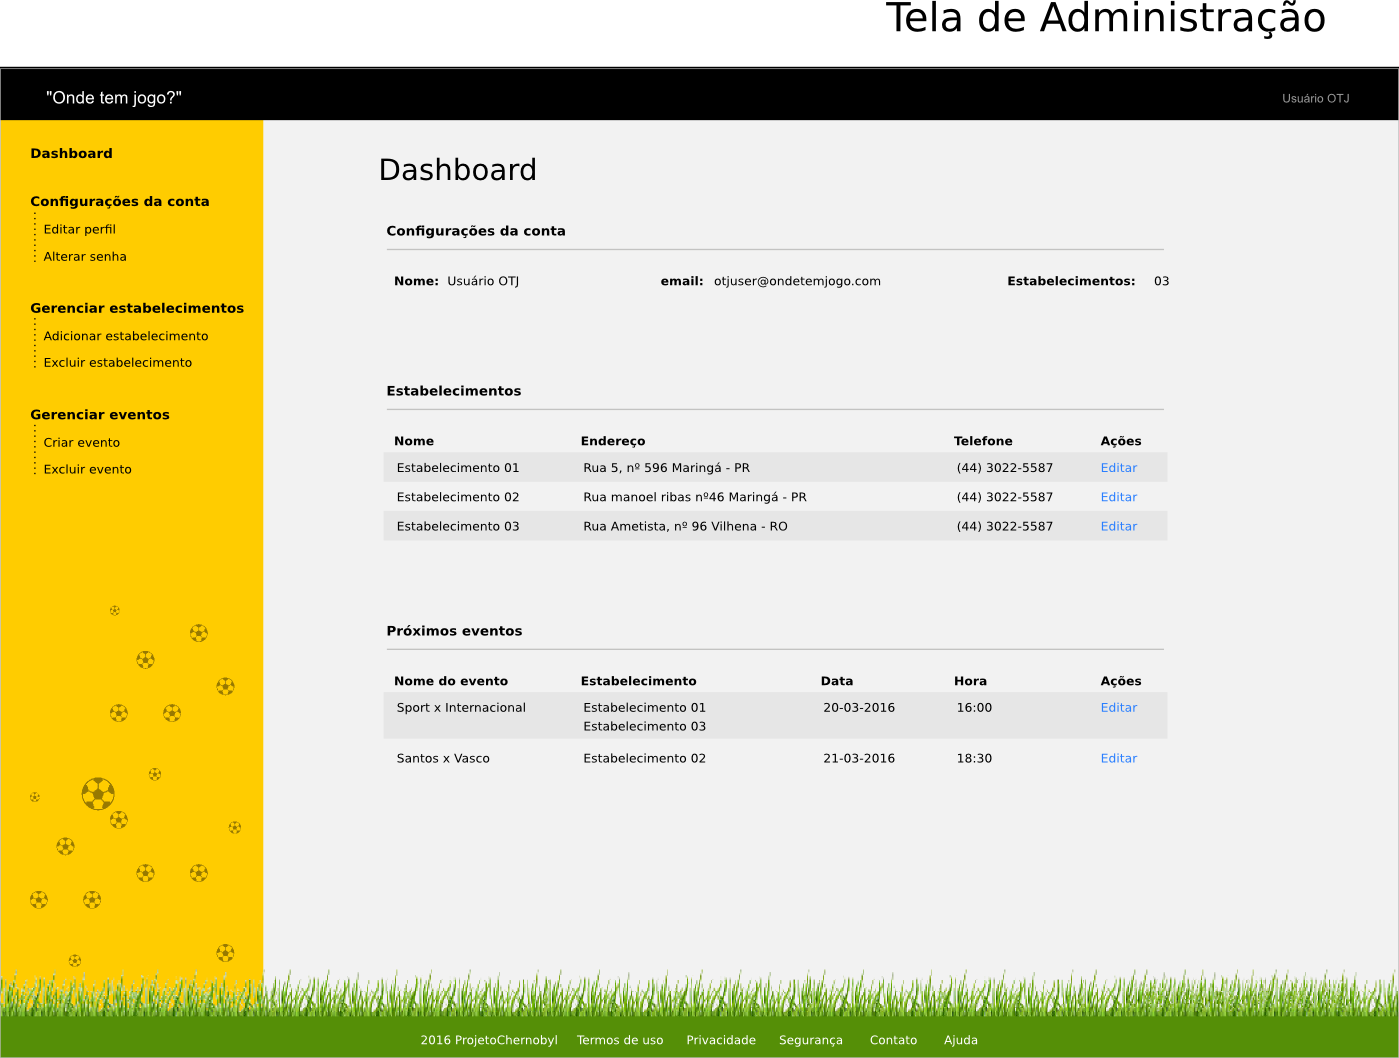 Tela de Administração
"Onde tem jogo?"
Usuário OTJ
Dashboard
Configurações da conta
Editar perfil
Alterar senha
Gerenciar estabelecimentos
Adicionar estabelecimento
Excluir estabelecimento
Gerenciar eventos
Criar evento
Excluir evento
Dashboard
Configurações da conta
Nome: Usuário OTJ email: otjuser@ondetemjogo.com Estabelecimentos: 03
Estabelecimentos
Nome Endereço Telefone Ações
Estabelecimento 01 Rua 5, nº 596 Maringá - PR (44) 3022-5587 Editar
Estabelecimento 02 Rua manoel ribas nº46 Maringá - PR (44) 3022-5587 Editar
Estabelecimento 03 Rua Ametista, nº 96 Vilhena - RO (44) 3022-5587 Editar
Próximos eventos
Nome do evento Estabelecimento Data Hora Ações
Sport x Internacional Estabelecimento 01 20-03-2016 16:00 Editar
Estabelecimento 03
Santos x Vasco Estabelecimento 02 21-03-2016 18:30 Editar
2016 ProjetoChernobyl Termos de uso Privacidade Segurança Contato Ajuda